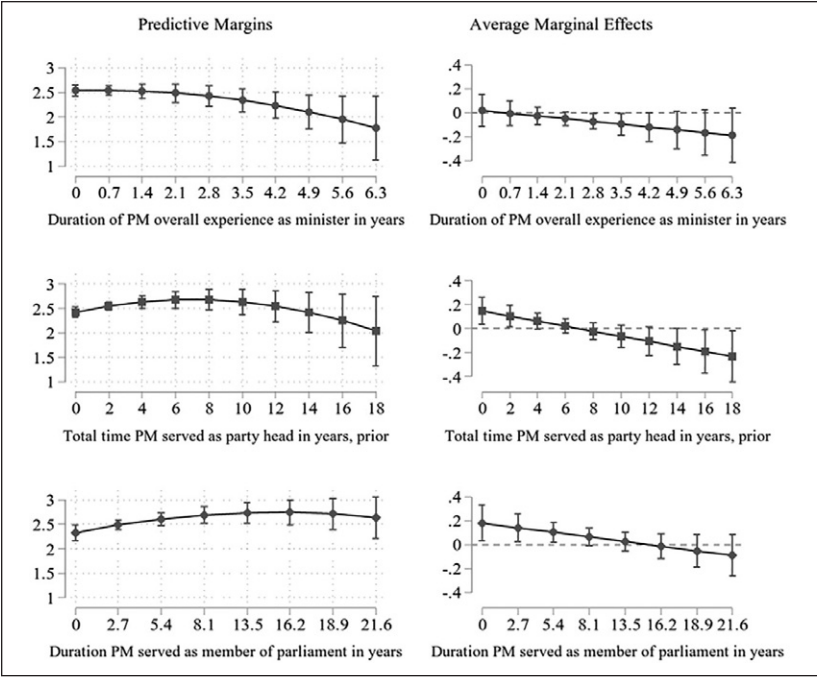 Predictive Margins
Average Marginal Effects
3
2.5
2
1.5
1
0 0.7 1.4 2.1 2.8 3.5 4.2 4.9 5.6 6.3
Duration of PM overall experience as minister in years
.4
.2
0
-.2
-.4
0 0.7 1.4 2.1 2.8 3.5 4.2 4.9 5.6 6.3
Duration of PM overall experience as minister in years
3
2.5
2
1.5
1
0 2 4 6 8 10 12 14 16 18
Total time PM served as party head in years, prior
.4
.2
0
-.2
-.4
0 2 4 6 8 10 12 14 16 18
Total time PM served as party head in years, prior
3
2.5
2
1.5
1
0 2.7 5.4 8.1 13.5 16.2 18.9 21.6
Duration PM served as member of parliament in years
.4
.2
0
-.2
-.4
0 2.7 5.4 8.1 13.5 16.2 18.9 21.6
Duration PM served as member of parliament in years